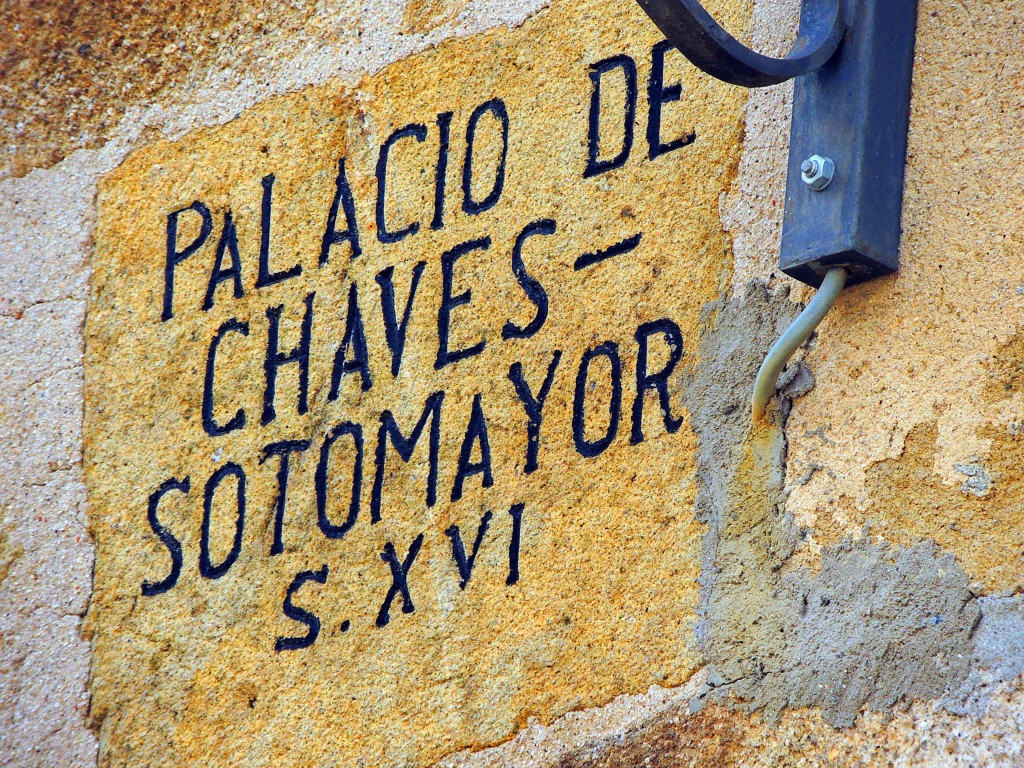 PALACIO DE
CHAVES-
SOTOMAYOR
S. XVI